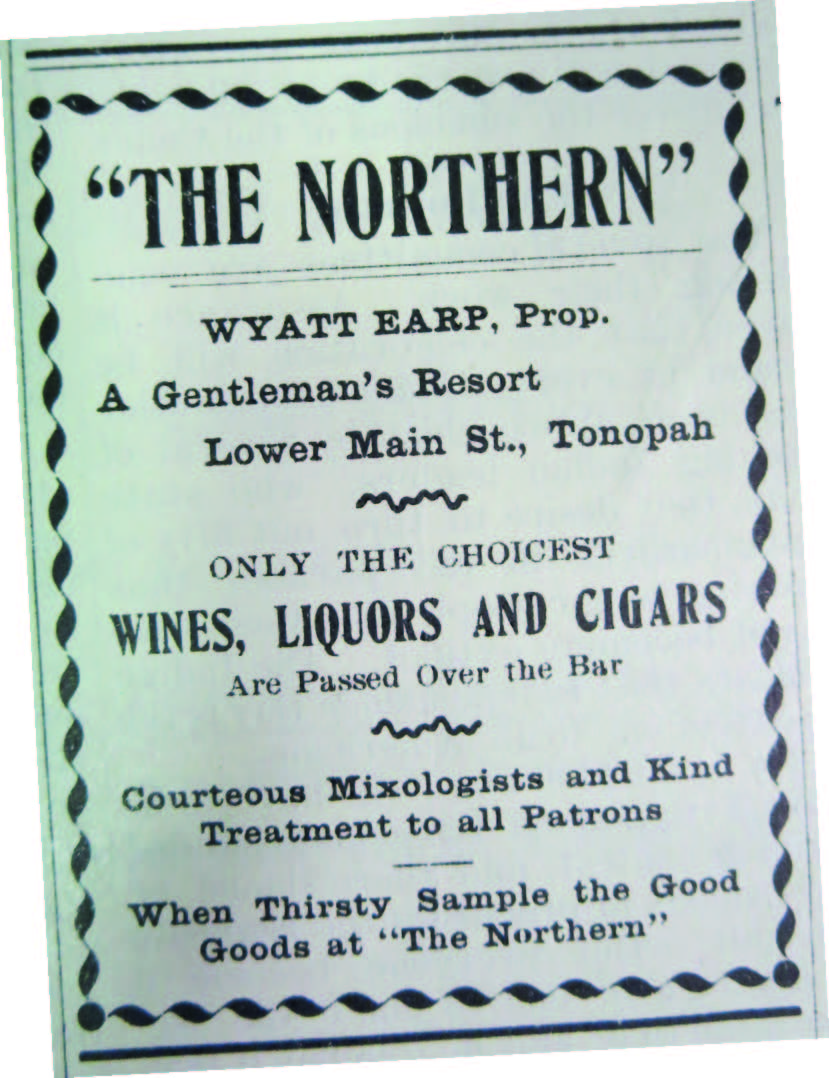 “THE NORTHERN”
WYATT EARP, Prop.
A Gentleman's Resort
Lower Main St., Tonopah
ONLY THE CHOICEST
WINES, LIQUORS AND CIGARS
Are Passed Over the Bar
Courteous Mixologists and Kind
Treatment to all Patrons
When Thirsty Sample the Good
Goods at “The Northern”